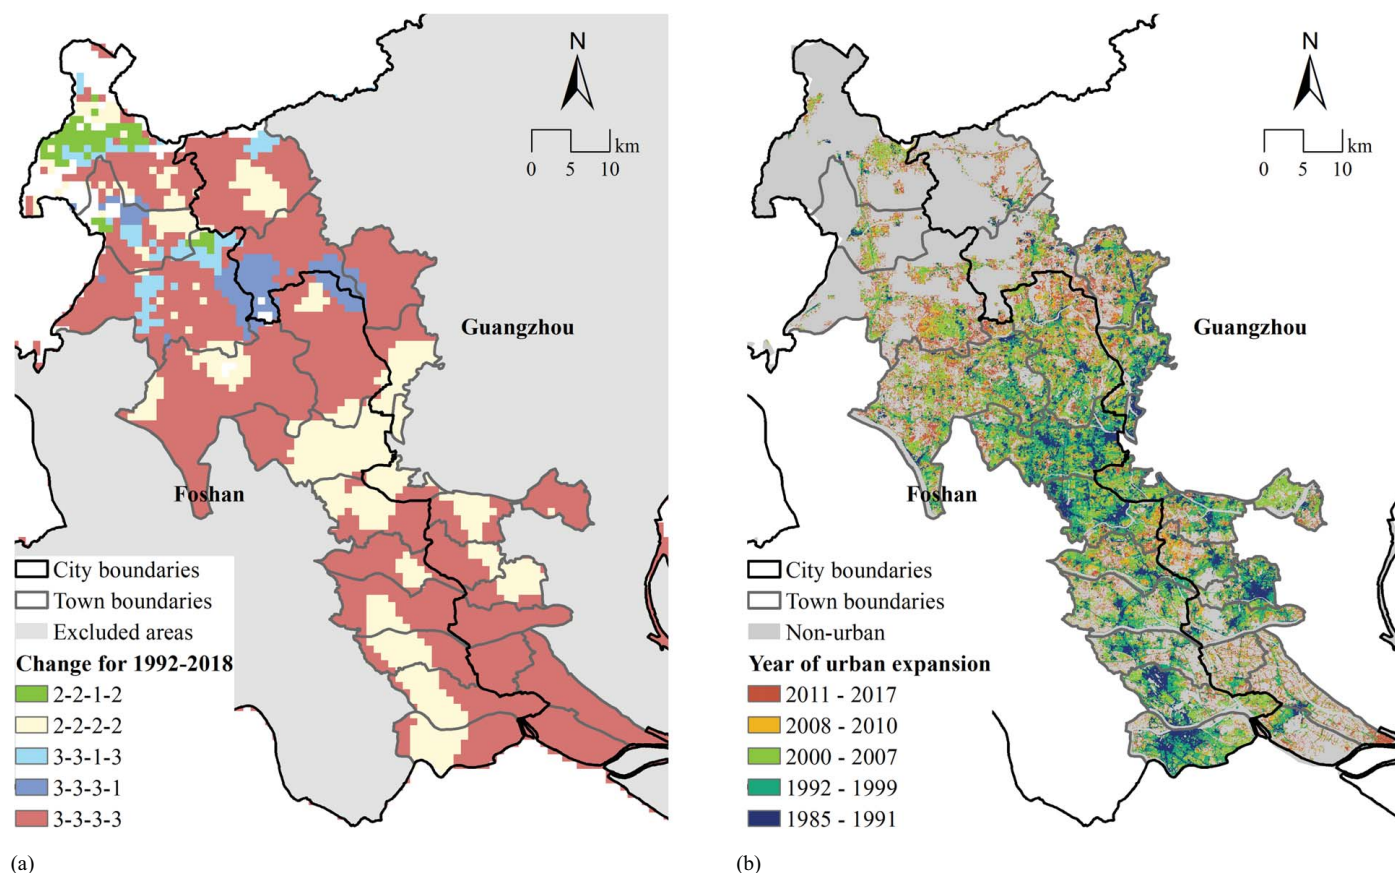 N
0 5 10 km
Guangzhou
Foshan
City boundaries
Town boundaries
Excluded areas
Change for 1992-2018
2-2-1-2
2-2-2-2
3-3-1-3
3-3-3-1
3-3-3-3
(a)
N
0 5 10 km
Guangzhou
Foshan
City boundaries
Town boundaries
Non-urban
Year of urban expansion
2011 - 2017
2008 - 2010
2000 - 2007
1992 - 1999
1985 - 1991
(b)